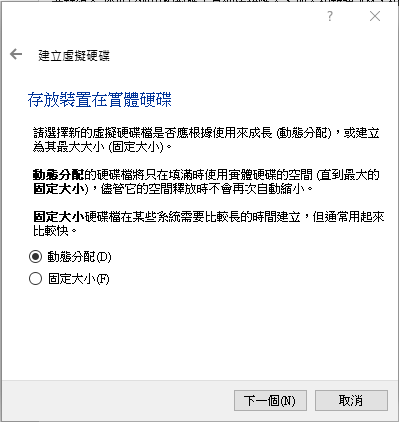 ?
建立虛擬硬碟
存放裝置在實體硬碟
請選擇新的虛擬硬碟檔是否應根據使用來成長 (動態分配)，或建立
為其最大大小 (固定大小)。
動態分配的硬碟檔將只在填滿時使用實體硬碟的空間 (直到最大的
固定大小)，儘管它的空間釋放時不會再次自動縮小。
固定大小硬碟檔在某些系統需要比較長的時間建立，但通常用起來
比較快。
動態分配(D)
固定大小(F)
下一個(N)
取消